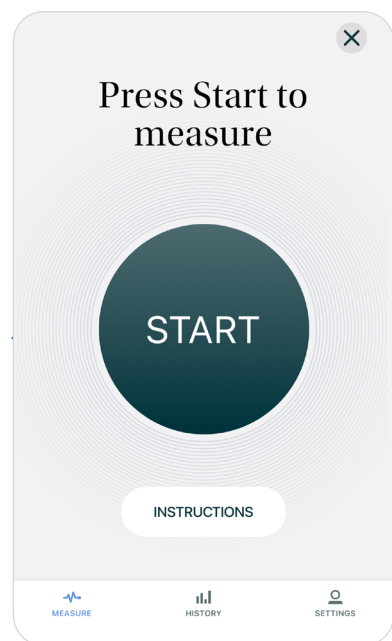 Press Start to
measure
START
INSTRUCTIONS
MEASURE
HISTORY
SETTINGS